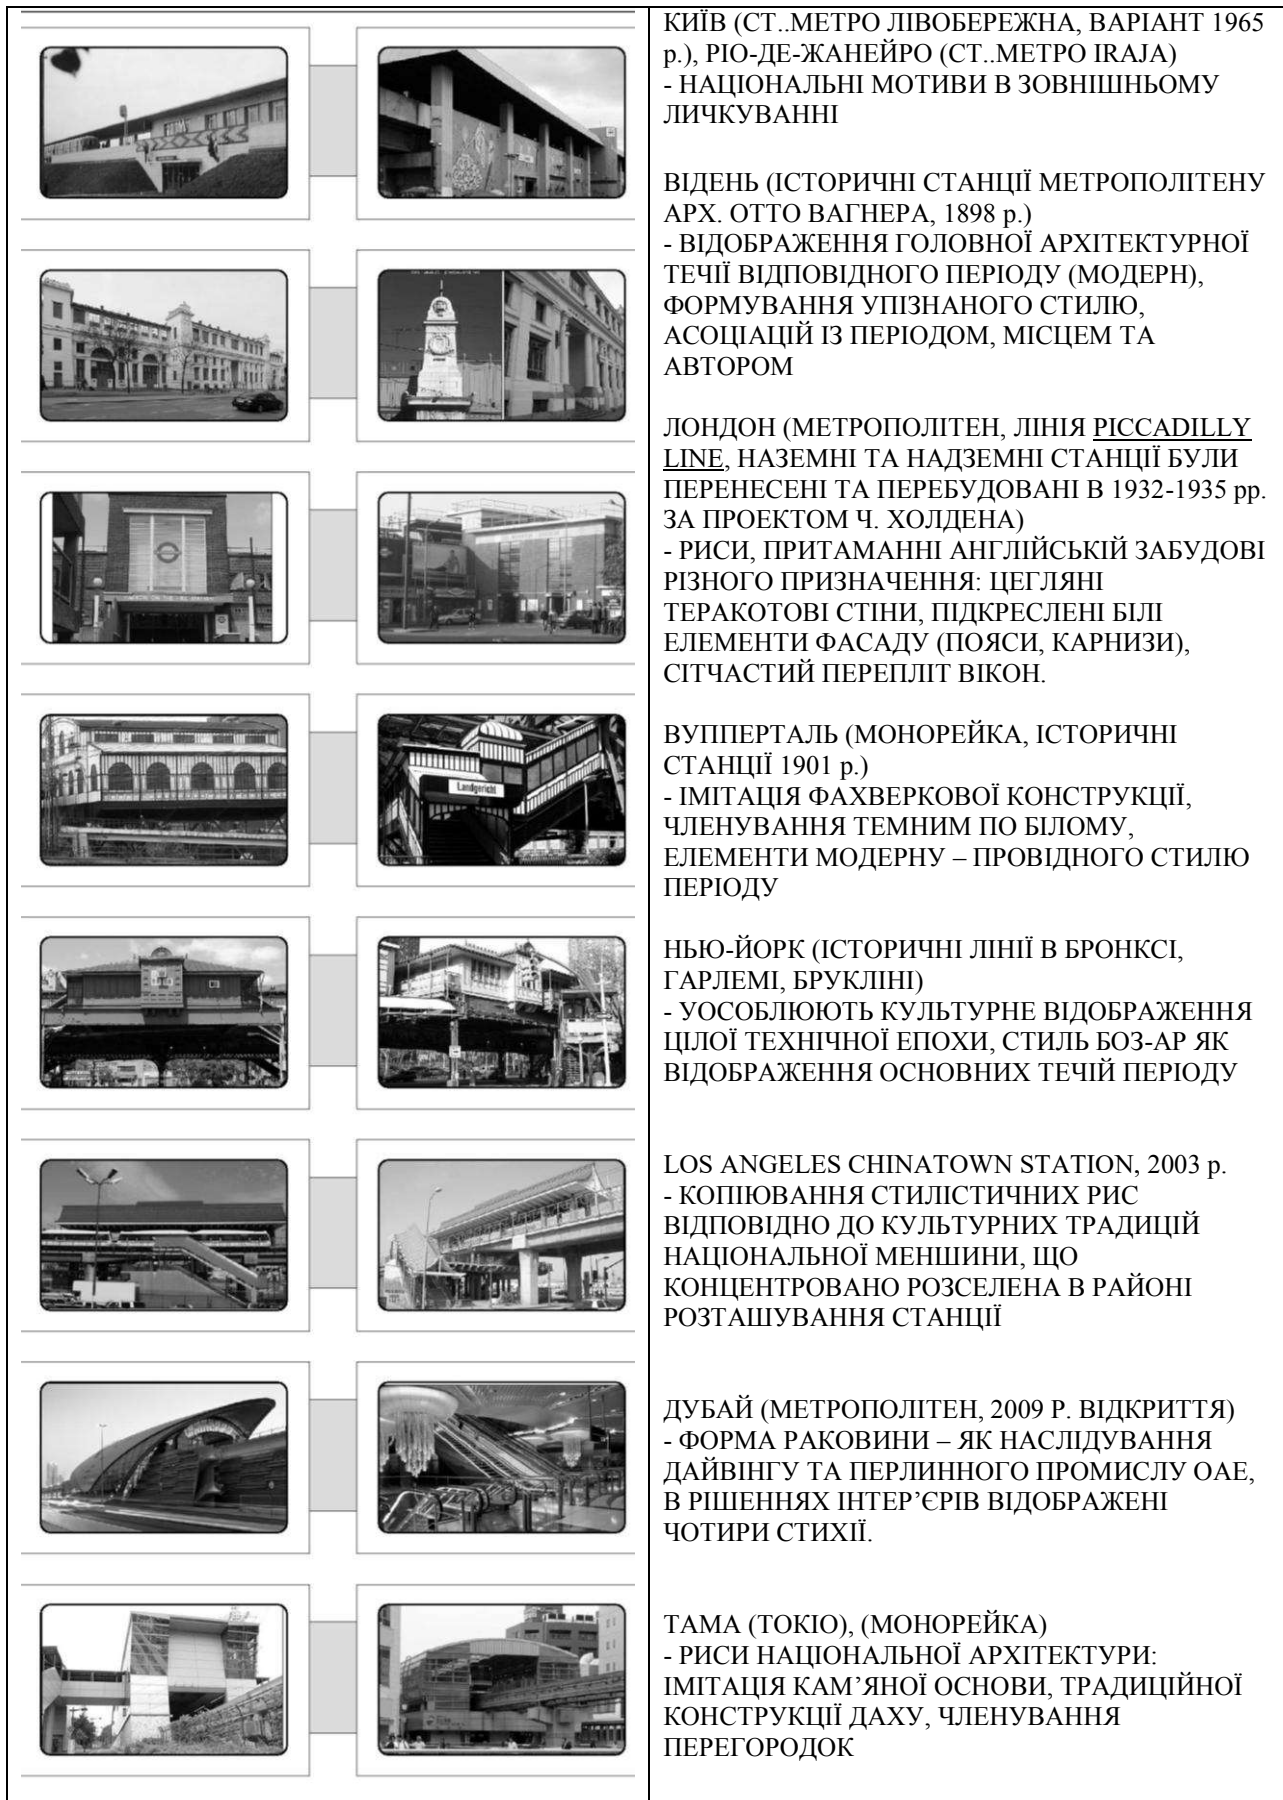 КИЇВ (СТ..МЕТРО ЛІВОБЕРЕЖНА, ВАРІАНТ 1965
р.), РІО-ДЕ-ЖАНЕЙРО (СТ..МЕТРО IRAJA)
- НАЦІОНАЛЬНІ МОТИВИ В ЗОВНІШНЬОМУ
ЛИЧКУВАННІ
ВІДЕНЬ (ІСТОРИЧНІ СТАНЦІЇ МЕТРОПОЛІТЕНУ
АРХ. ОТТО ВАГНЕРА, 1898 р.)
- ВІДОБРАЖЕННЯ ГОЛОВНОЇ АРХІТЕКТУРНОЇ
ТЕЧІЇ ВІДПОВІДНОГО ПЕРІОДУ (МОДЕРН),
ФОРМУВАННЯ УПІЗНАНОГО СТИЛЮ,
АСОЦІАЦІЙ ІЗ ПЕРІОДОМ, МІСЦЕМ ТА
АВТОРОМ
ЛОНДОН (МЕТРОПОЛІТЕН, ЛІНІЯ PICCADILLY
LINE, НАЗЕМНІ ТА НАДЗЕМНІ СТАНЦІЇ БУЛИ
ПЕРЕНЕСЕНІ ТА ПЕРЕБУДОВАНІ В 1932-1935 рр.
ЗА ПРОЕКТОМ Ч. ХОЛДЕНА)
- РИСИ, ПРИТАМАННІ АНГЛІЙСЬКІЙ ЗАБУДОВІ
РІЗНОГО ПРИЗНАЧЕННЯ: ЦЕГЛЯНІ
ТЕРАКОТОВІ СТІНИ, ПІДКРЕСЛЕНІ БІЛІ
ЕЛЕМЕНТИ ФАСАДУ (ПОЯСИ, КАРНИЗИ),
СІТЧАСТИЙ ПЕРЕПЛІТ ВІКОН.
Landgericht
ВУППЕРТАЛЬ (МОНОРЕЙКА, ІСТОРИЧНІ
СТАНЦІЇ 1901 р.)
- ІМІТАЦІЯ ФАХВЕРКОВОЇ КОНСТРУКЦІЇ,
ЧЛЕНУВАННЯ ТЕМНИМ ПО БІЛОМУ,
ЕЛЕМЕНТИ МОДЕРНУ – ПРОВІДНОГО СТИЛЮ
ПЕРІОДУ
НЬЮ-ЙОРК (ІСТОРИЧНІ ЛІНІЇ В БРОНКСІ,
ГАРЛЕМІ, БРУКЛІНІ)
- УОСОБЛЮЮТЬ КУЛЬТУРНЕ ВІДОБРАЖЕННЯ
ЦІЛОЇ ТЕХНІЧНОЇ ЕПОХИ, СТИЛЬ БОЗ-АР ЯК
ВІДОБРАЖЕННЯ ОСНОВНИХ ТЕЧІЙ ПЕРІОДУ
LOS ANGELES CHINATOWN STATION, 2003 р.
- КОПІЮВАННЯ СТИЛІСТИЧНИХ РИС
ВІДПОВІДНО ДО КУЛЬТУРНИХ ТРАДИЦІЙ
НАЦІОНАЛЬНОЇ МЕНШИНИ, ЩО
КОНЦЕНТРОВАНО РОЗСЕЛЕНА В РАЙОНІ
РОЗТАШУВАННЯ СТАНЦІЇ
ДУБАЙ (МЕТРОПОЛІТЕН, 2009 Р. ВІДКРИТТЯ)
- ФОРМА РАКОВИНИ – ЯК НАСЛІДУВАННЯ
ДАЙВІНГУ ТА ПЕРЛИННОГО ПРОМИСЛУ ОАЕ,
В РІШЕННЯХ ІНТЕР’ЄРІВ ВІДОБРАЖЕНІ
ЧОТИРИ СТИХІЇ.
ТАМА (ТОКІО), (МОНОРЕЙКА)
- РИСИ НАЦІОНАЛЬНОЇ АРХІТЕКТУРИ:
ІМІТАЦІЯ КАМ’ЯНОЇ ОСНОВИ, ТРАДИЦІЙНОЇ
КОНСТРУКЦІЇ ДАХУ, ЧЛЕНУВАННЯ
ПЕРЕГОРОДОК